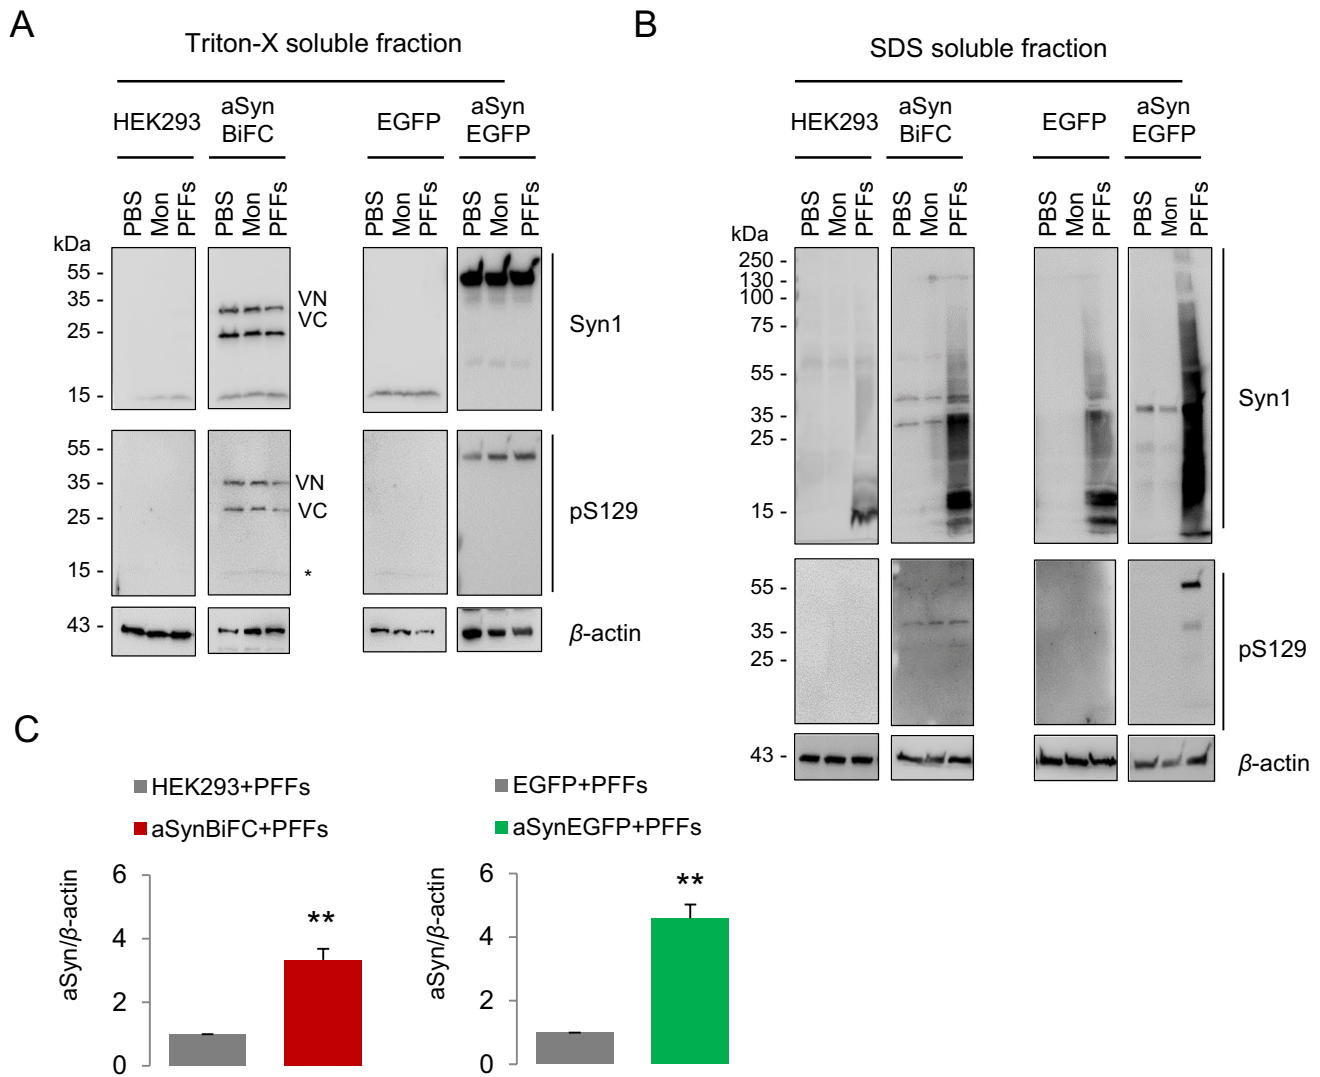 A
Triton-X soluble fraction
HEK293
aSyn
BiFC
EGFP
aSyn
EGFP
PBS
Mon
PFFs
PBS
Mon
PFFs
PBS
Mon
PFFs
PBS
Mon
PFFs
kDa
55 -
35 -
25 -
15 -
VN
VC
Syn1
55 -
35 -
25 -
15 -
VN
VC
*
pS129
43 -
β-actin
B
SDS soluble fraction
HEK293
aSyn
BiFC
EGFP
aSyn
EGFP
PBS
Mon
PFFs
PBS
Mon
PFFs
PBS
Mon
PFFs
PBS
Mon
PFFs
kDa
250 -
130 -
100 -
75 -
55 -
35 -
25 -
15 -
Syn1
55 -
35 -
25 -
pS129
43 -
β-actin
C
HEK293+PFFs
aSynBiFC+PFFs
aSyn/β-actin
6
4
2
0
**
EGFP+PFFs
aSynEGFP+PFFs
aSyn/β-actin
6
4
2
0
**